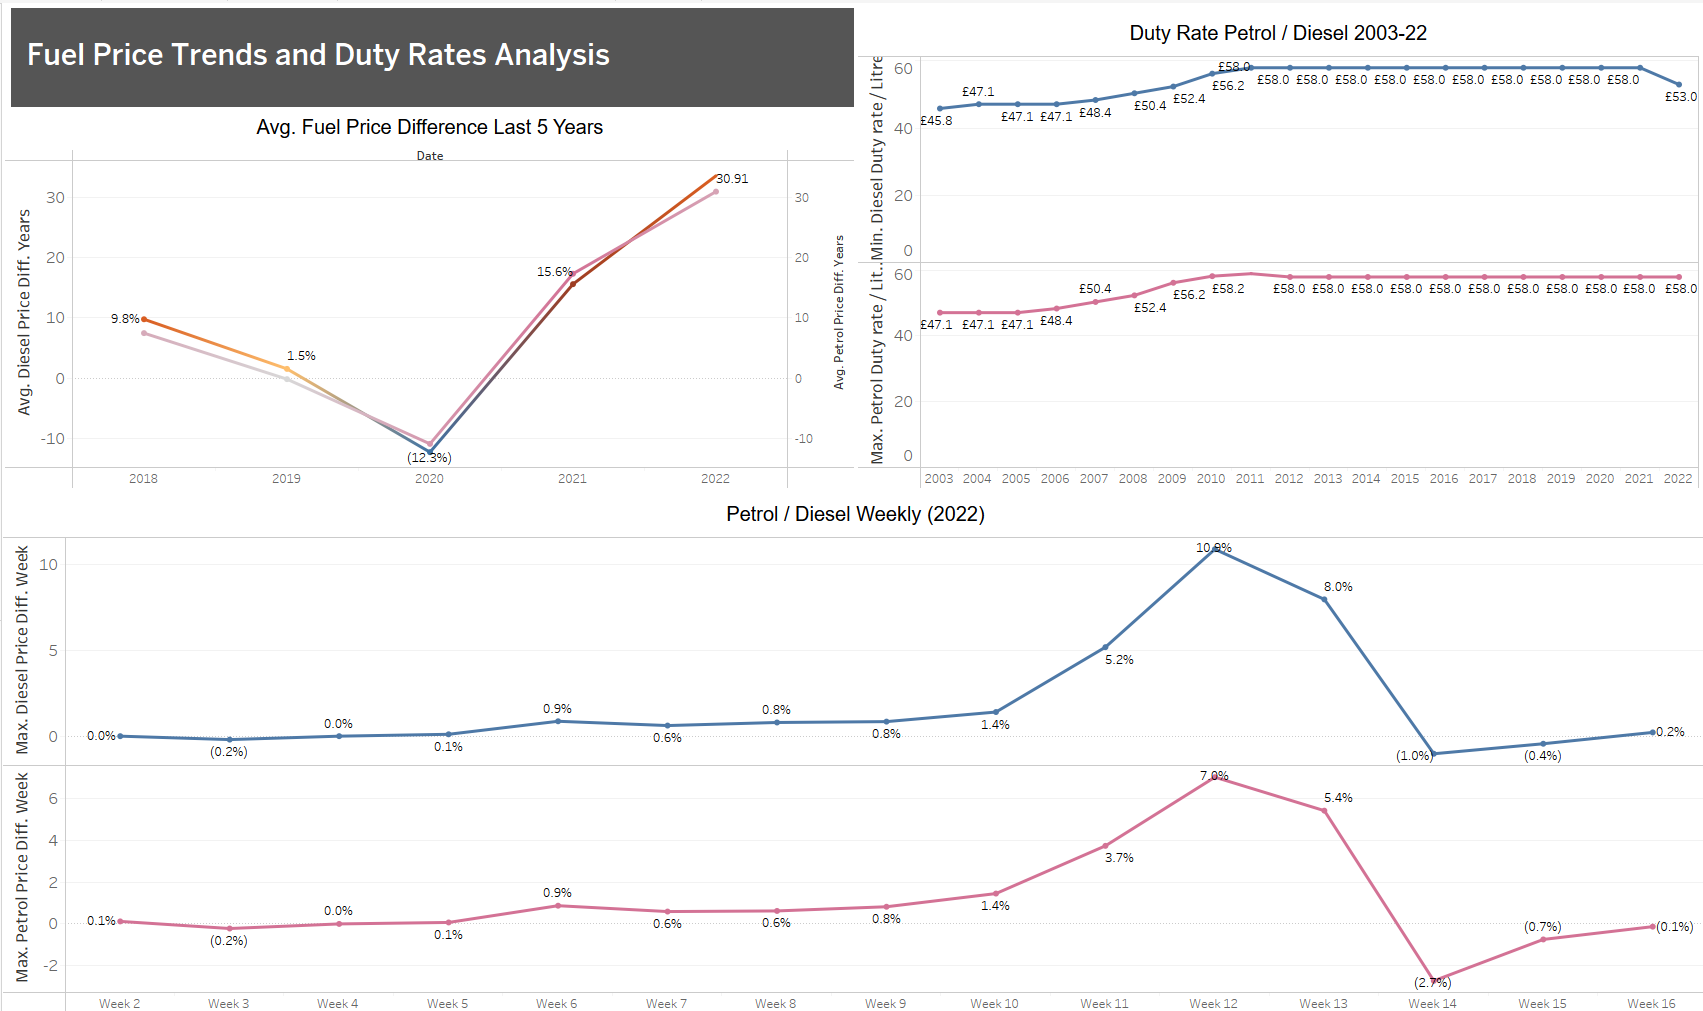 Fuel Price Trends and Duty Rates Analysis
Avg. Fuel Price Difference Last 5 Years
Date
Avg. Diesel Price Diff. Years
30
20
10
0
-10
9.8%
1.5%
(12.3%)
15.6%
30.91
30
20
10
0
-10
Avg. Petrol Price Diff. Years
2018 2019 2020 2021 2022
Duty Rate Petrol / Diesel 2003-22
Min. Diesel Duty rate / Litre
60
40
20
0
£45.8 £47.1 £47.1 £47.1 £48.4 £50.4 £52.4 £56.2 £58.0 £58.0 £58.0 £58.0 £58.0 £58.0 £58.0 £58.0 £58.0 £58.0 £58.0 £53.0
Max. Petrol Duty rate / Lit..
60
40
20
0
£47.1 £47.1 £47.1 £48.4 £50.4 £52.4 £56.2 £58.2 £58.0 £58.0 £58.0 £58.0 £58.0 £58.0 £58.0 £58.0 £58.0 £58.0 £58.0
2003 2004 2005 2006 2007 2008 2009 2010 2011 2012 2013 2014 2015 2016 2017 2018 2019 2020 2021 2022
Petrol / Diesel Weekly (2022)
Max. Diesel Price Diff. Week
10
5
0
0.0% (0.2%) 0.0% 0.1% 0.9% 0.6% 0.8% 0.8% 1.4% 5.2% 10.9% 8.0% (1.0%) (0.4%) 0.2%
Max. Petrol Price Diff. Week
6
4
2
0
-2
0.1% (0.2%) 0.0% 0.1% 0.9% 0.6% 0.6% 0.8% 1.4% 3.7% 7.0% 5.4% (2.7%) (0.7%) (0.1%)
Week 2 Week 3 Week 4 Week 5 Week 6 Week 7 Week 8 Week 9 Week 10 Week 11 Week 12 Week 13 Week 14 Week 15 Week 16